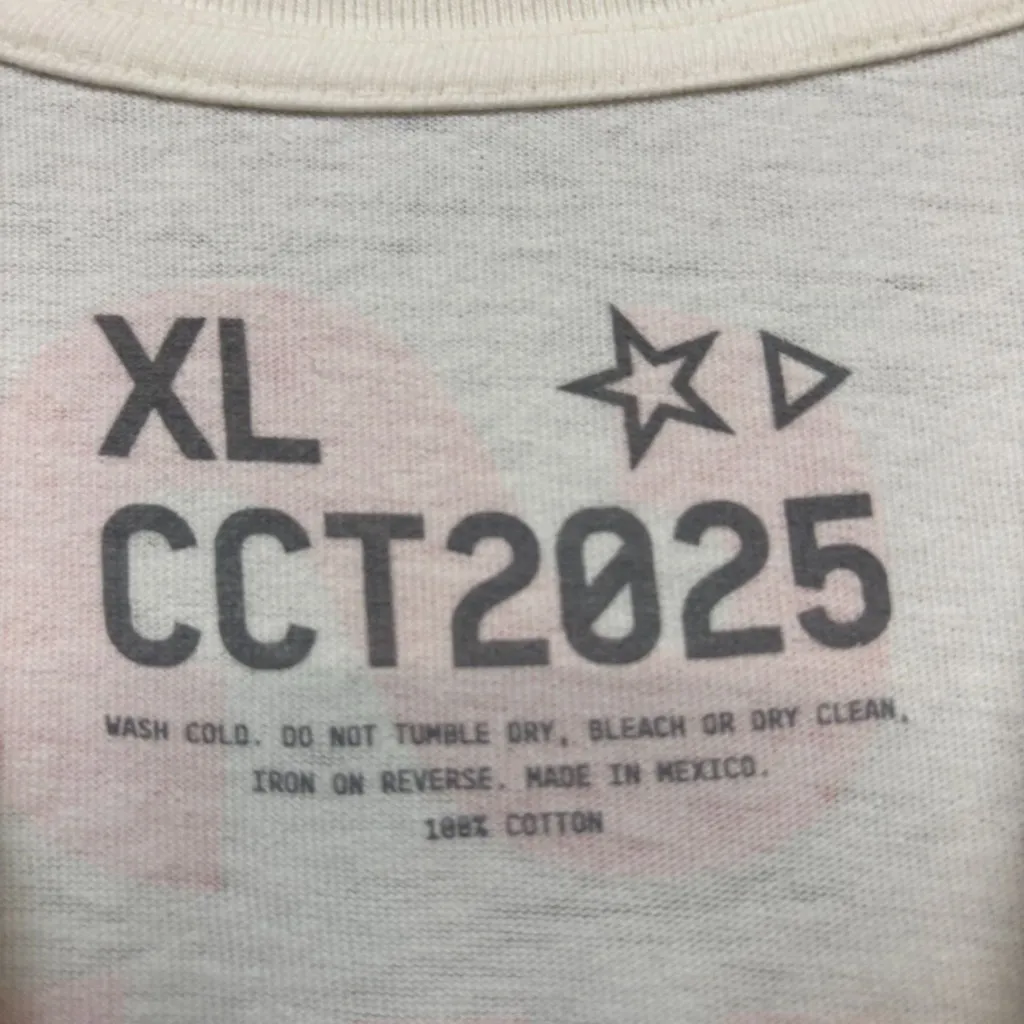 XL
CCT2025
WASH COLD. DO NOT TUMBLE DRY, BLEACH OR DRY CLEAN,
IRON ON REVERSE. MADE IN MEXICO.
100% COTTON